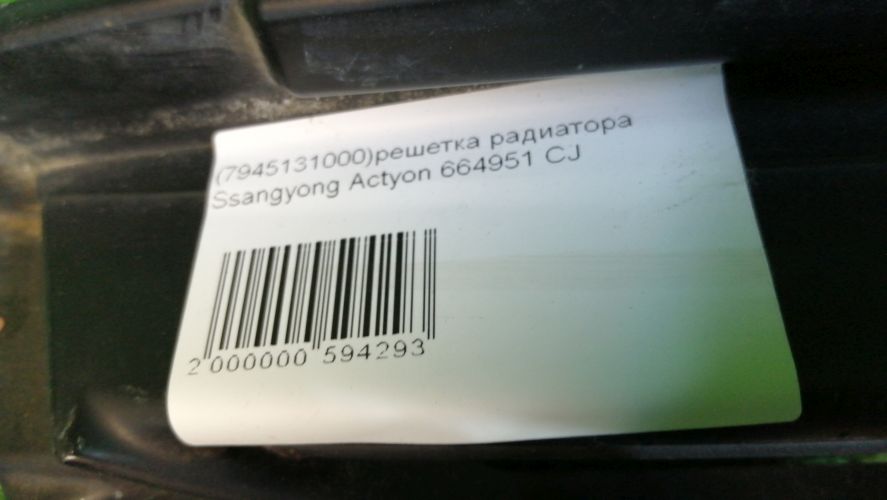 (7945131000)решетка радиатора
Ssangyong Actyon 664951 CJ
2 000000 594293